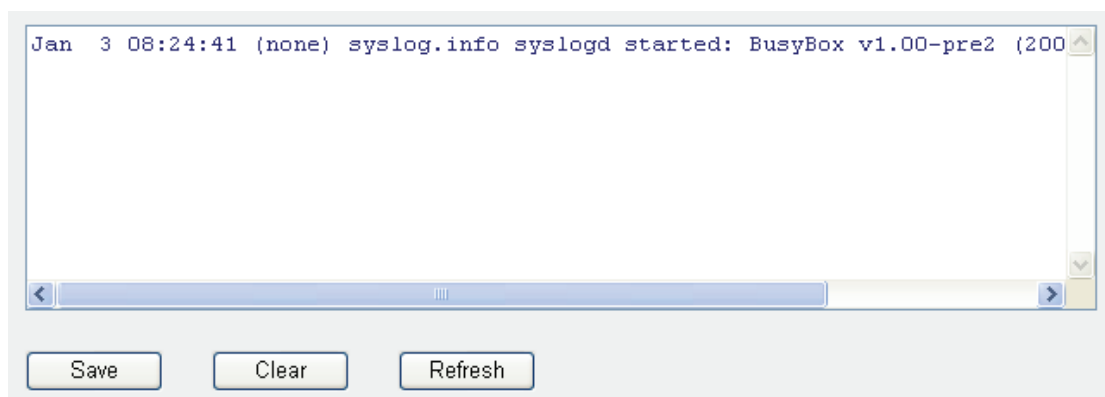 Jan  3 08:24:41 (none) syslog.info syslogd started: BusyBox v1.00-pre2 (200
Save
Clear
Refresh